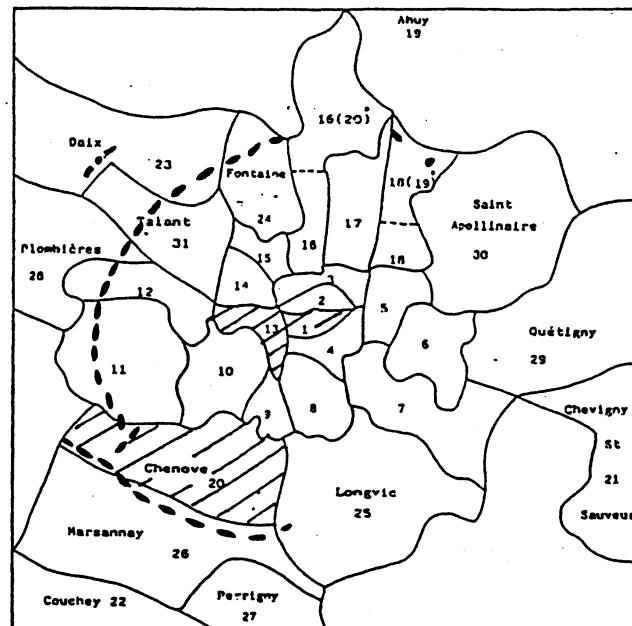 Ahuy
19
16(20)
Daix
23
Fontaine
18(19)
Saint
Talant
24
17
Apollinaire
16
31
15
18
30
Plombières
28
12
14
3
2
5
13
1
6
Quétigny
29
11
10
4
7
9
8
Chevigny
St
21
Sauveur
Chenove
20
Longvic
25
Marsannay
26
Couchey 22
Perrigny
27